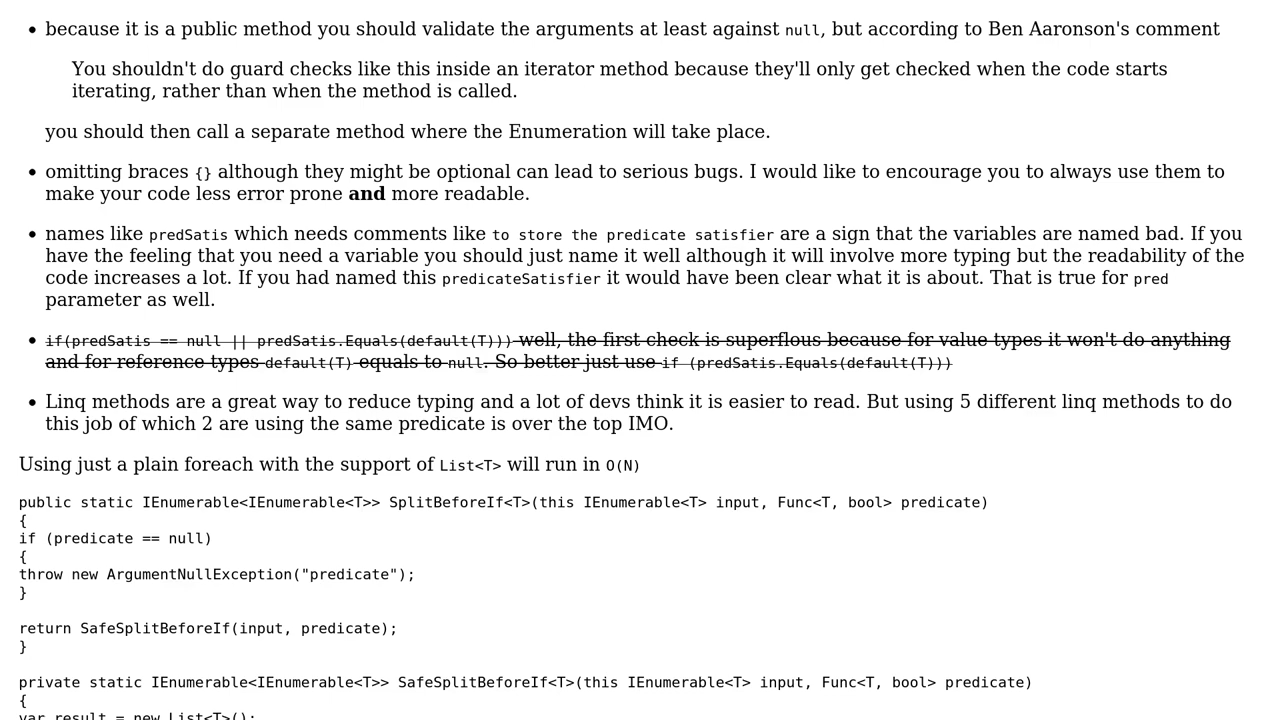 because it is a public method you should validate the arguments at least against null, but according to Ben Aaronson's comment
You shouldn't do guard checks like this inside an iterator method because they'll only get checked when the code starts
iterating, rather than when the method is called.
you should then call a separate method where the Enumeration will take place.
omitting braces {} although they might be optional can lead to serious bugs. I would like to encourage you to always use them to
make your code less error prone and more readable.
names like predSatis which needs comments like to store the predicate satisfier are a sign that the variables are named bad. If you
have the feeling that you need a variable you should just name it well although it will involve more typing but the readability of the
code increases a lot. If you had named this predicateSatisfier it would have been clear what it is about. That is true for pred
parameter as well.
if(predSatis == null || predSatis.Equals(default(T))) well, the first check is superflous because for value types it won't do anything
and for reference types default(T) equals to null. So better just use if (predSatis.Equals(default(T)))
Linq methods are a great way to reduce typing and a lot of devs think it is easier to read. But using 5 different linq methods to do
this job of which 2 are using the same predicate is over the top IMO.
Using just a plain foreach with the support of List<T> will run in O(N)
public static IEnumerable<IEnumerable<T>> SplitBeforeIf<T>(this IEnumerable<T> input, Func<T, bool> predicate)
{
if (predicate == null)
{
throw new ArgumentNullException("predicate");
}
return SafeSplitBeforeIf(input, predicate);
}
private static IEnumerable<IEnumerable<T>> SafeSplitBeforeIf<T>(this IEnumerable<T> input, Func<T, bool> predicate)
{
var result = new List<T>();